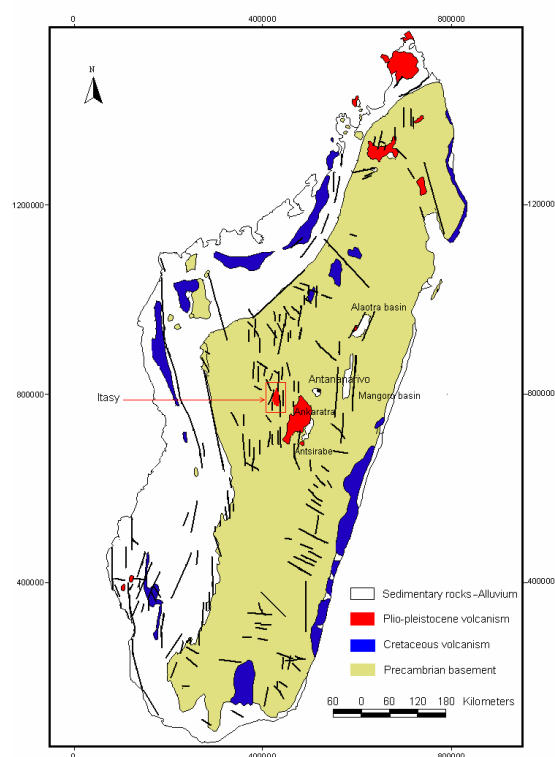 0 400000 800000
N
1200000 1200000
Alaotra basin
Antananarivo
Itasy 800000 Mangoro basin 800000
Ankaratra
Antsirabe
400000 400000
Sedimentary rocks-Alluvium
Plio-pleistocene volcanism
Cretaceous volcanism
Precambrian basement
60 0 60 120 180 Kilometers
0 400000 800000